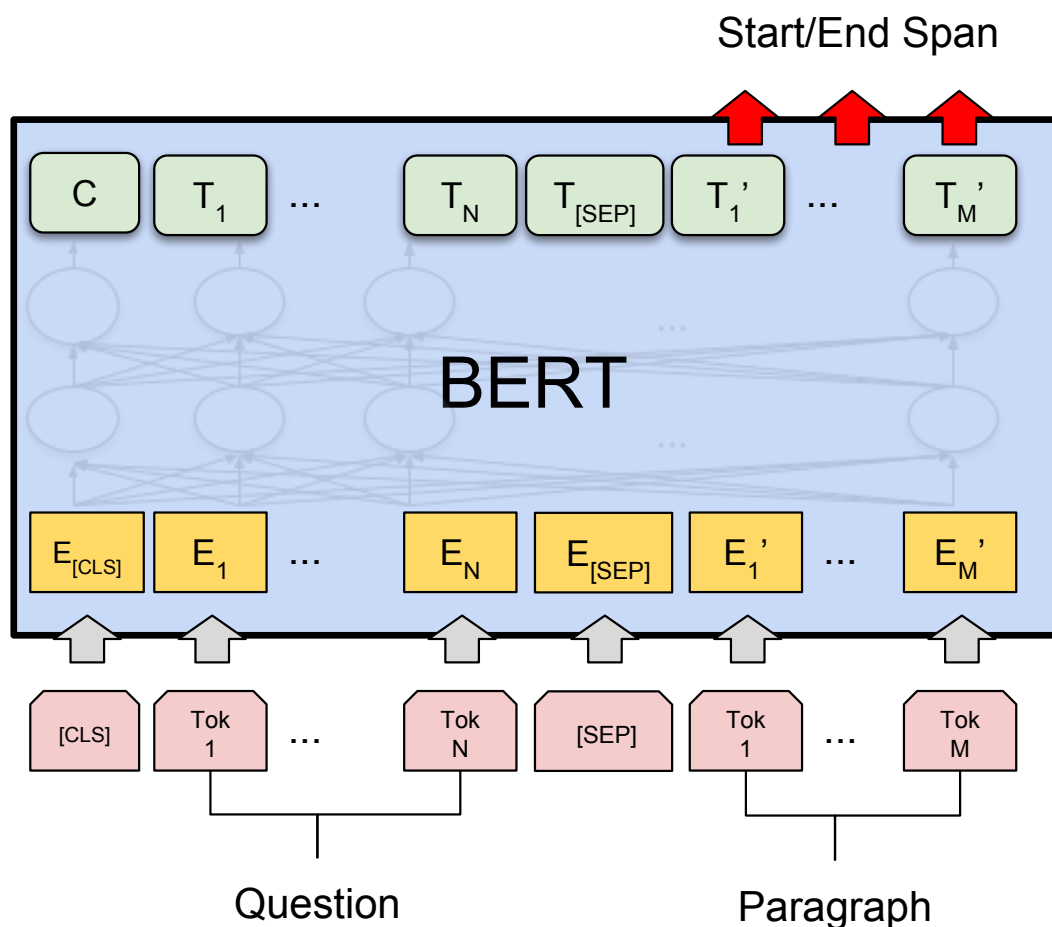 Start/End Span
C T1 ... TN T[SEP] T1' ... TM'
...
BERT
...
E[CLS] E1 ... EN E[SEP] E1' ... EM'
[CLS] Tok 1 ... Tok N [SEP] Tok 1 ... Tok M
Question Paragraph